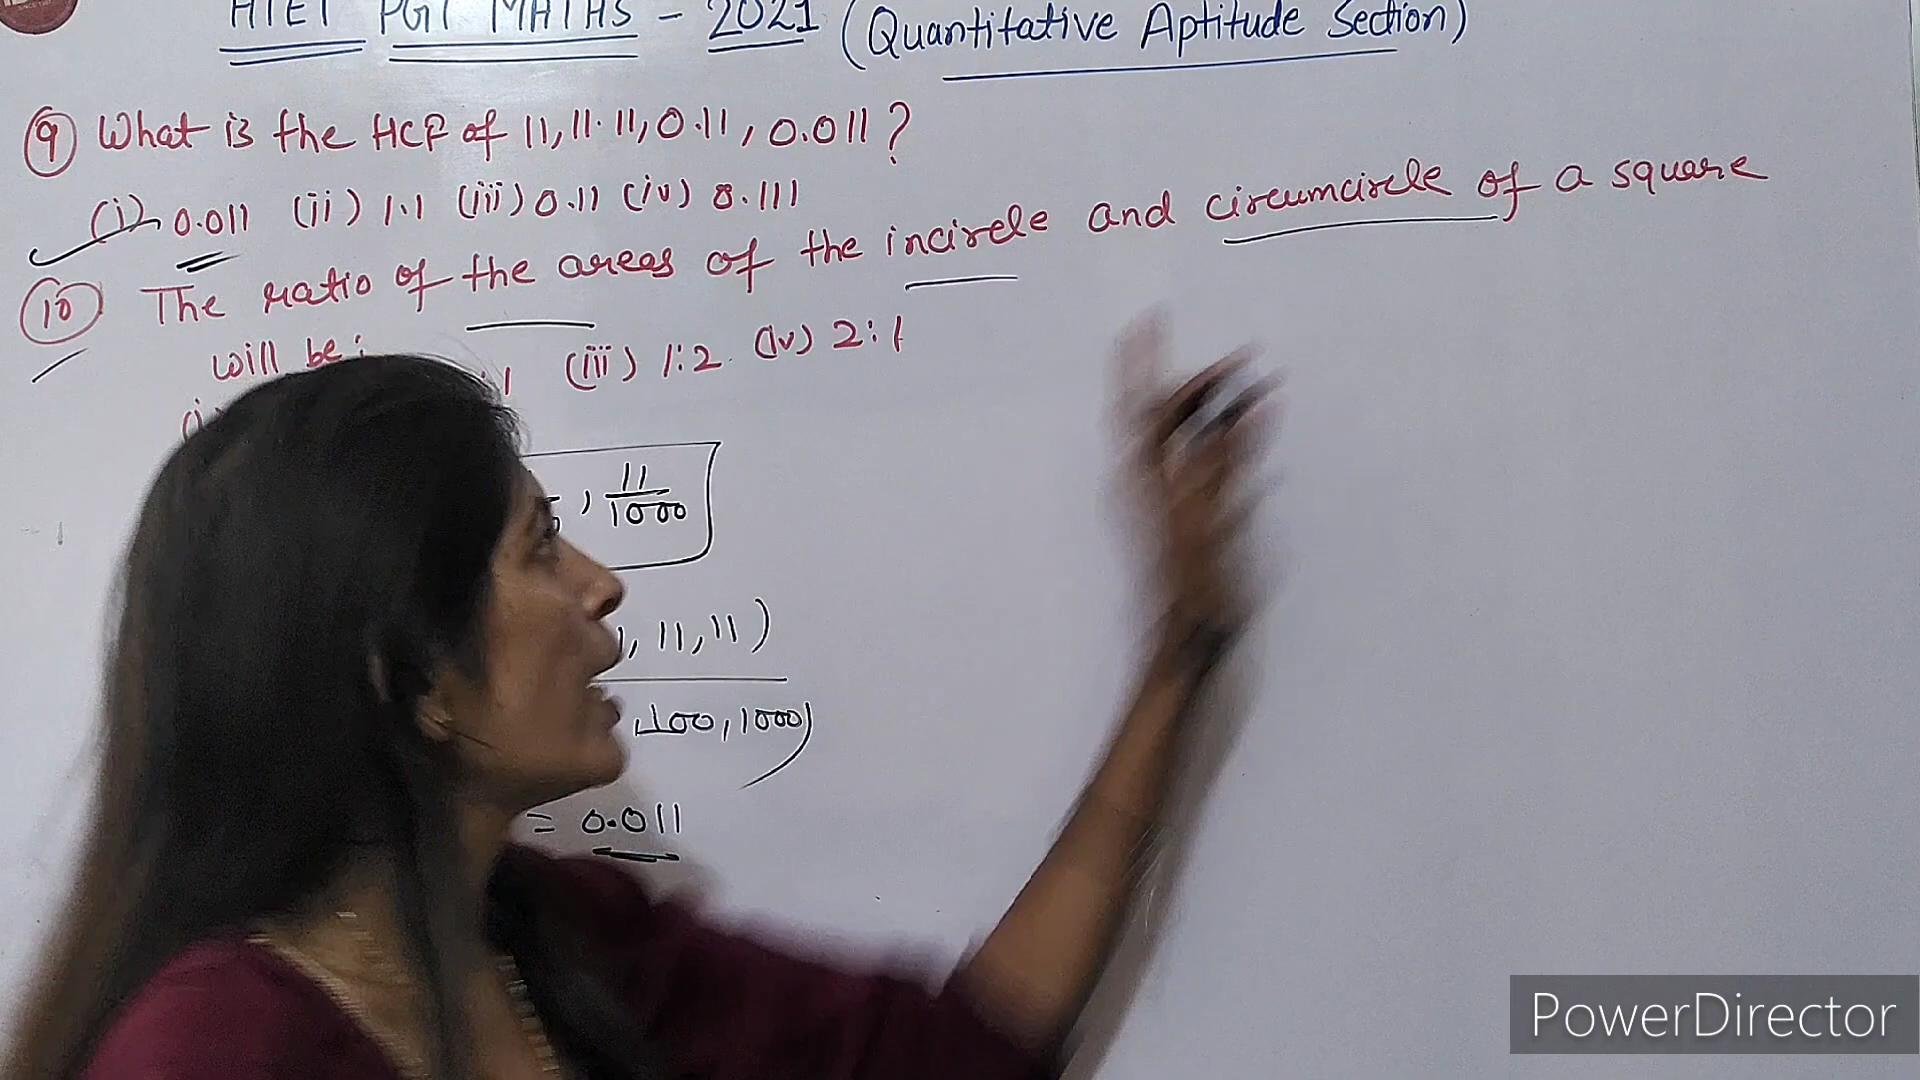 HTET PGT MATHS - 2021 (Quantitative Aptitude Section)
9 What is the HCF of 11, 11.11, 0.11, 0.011?
(i) 0.011 (ii) 1.1 (iii) 0.11 (iv) 0.111
10 The ratio of the areas of the incircle and circumcircle of a square
will be:
:1 (iii) 1:2 (iv) 2:1
, 11/1000
, 11, 11)
, 100, 1000)
= 0.011
PowerDirector